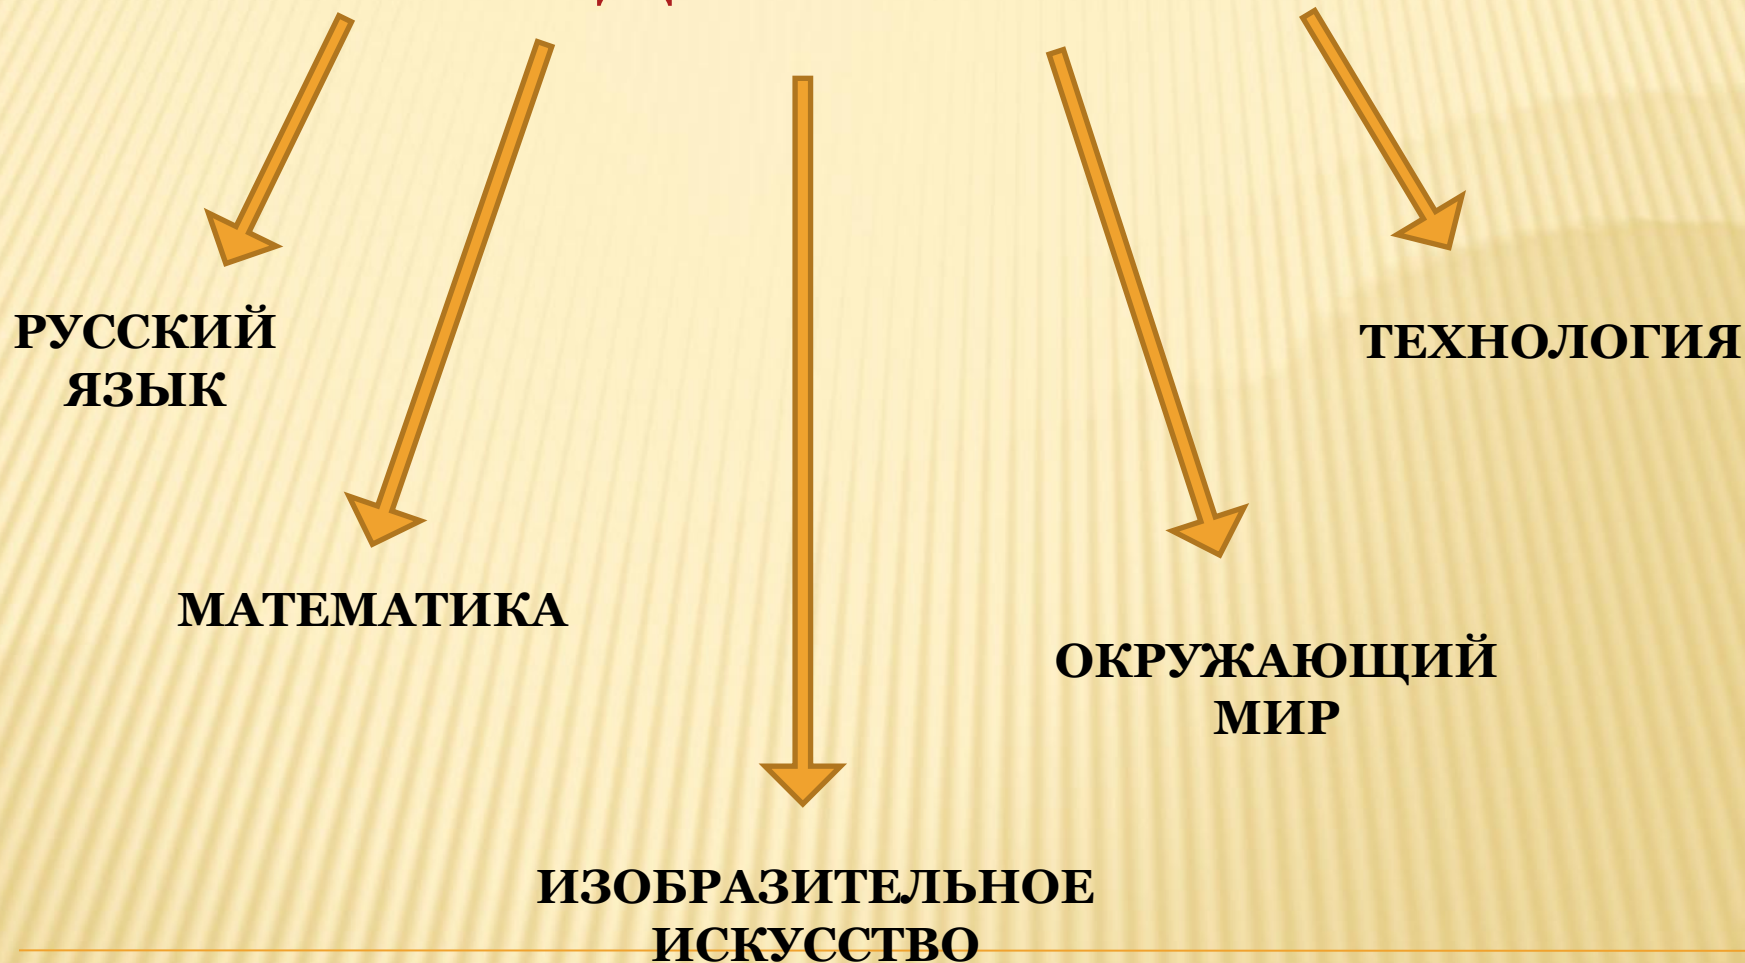 РУССКИЙ
ЯЗЫК
ТЕХНОЛОГИЯ
МАТЕМАТИКА
ОКРУЖАЮЩИЙ
МИР
ИЗОБРАЗИТЕЛЬНОЕ
ИСКУССТВО